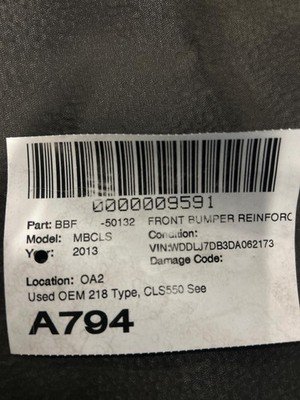 0000009591
Part: BBF -50132 FRONT BUMPER REINFORC
Model: MBCLS Condition:
Year: 2013 VIN:WDDLJ7DB3DA062173
Damage Code:
Location: OA2
Used OEM 218 Type, CLS550 See
A794